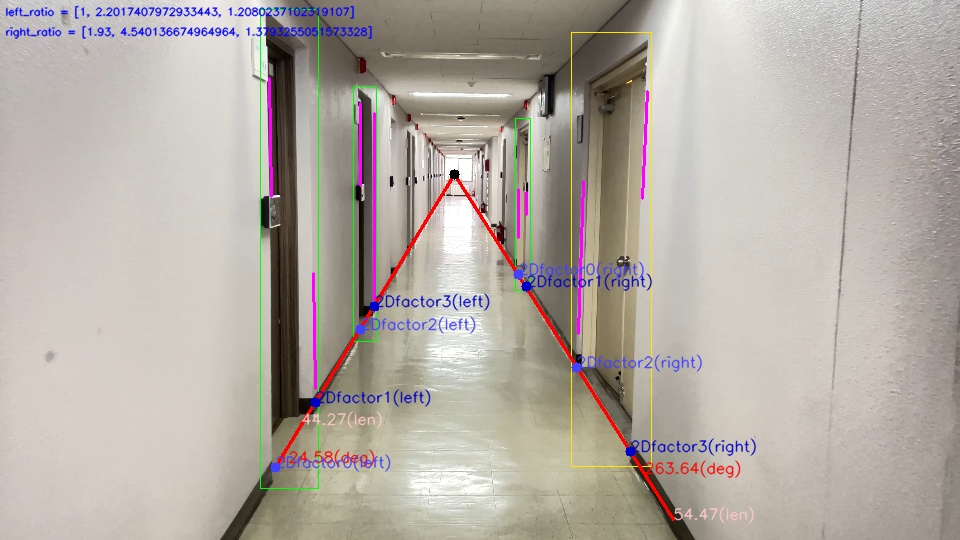 left_ratio = [1, 2.2017407972933443, 1.2080237102319107]
right_ratio = [1.93, 4.540136674964964, 1.3793255051573328]
2Dfactor0(right)
2Dfactor1(right)
2Dfactor3(left)
2Dfactor2(left)
2Dfactor2(right)
2Dfactor1(left)
44.27(len)
2Dfactor3(right)
24.58(deg)
2Dfactor0(left)
263.64(deg)
54.47(len)